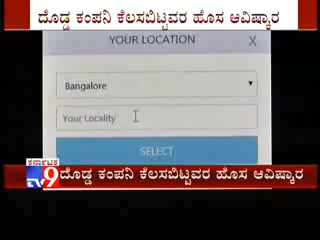 ದೊಡ್ಡ ಕಂಪನಿ ಕೆಲಸಬಿಟ್ಟವರ ಹೊಸ ಆವಿಷ್ಕಾರ
YOUR LOCATION X
Bangalore
Your Locality
SELECT
ಕರ್ನಾಟಕ
TV9
ದೊಡ್ಡ ಕಂಪನಿ ಕೆಲಸಬಿಟ್ಟವರ ಹೊಸ ಆವಿಷ್ಕಾರ